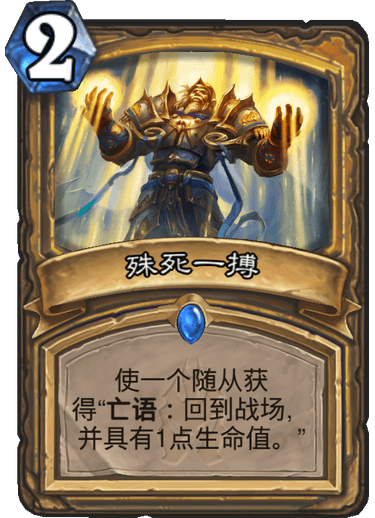 2
殊死一搏
使一个随从获
得“亡语：回到战场，
并具有1点生命值。”